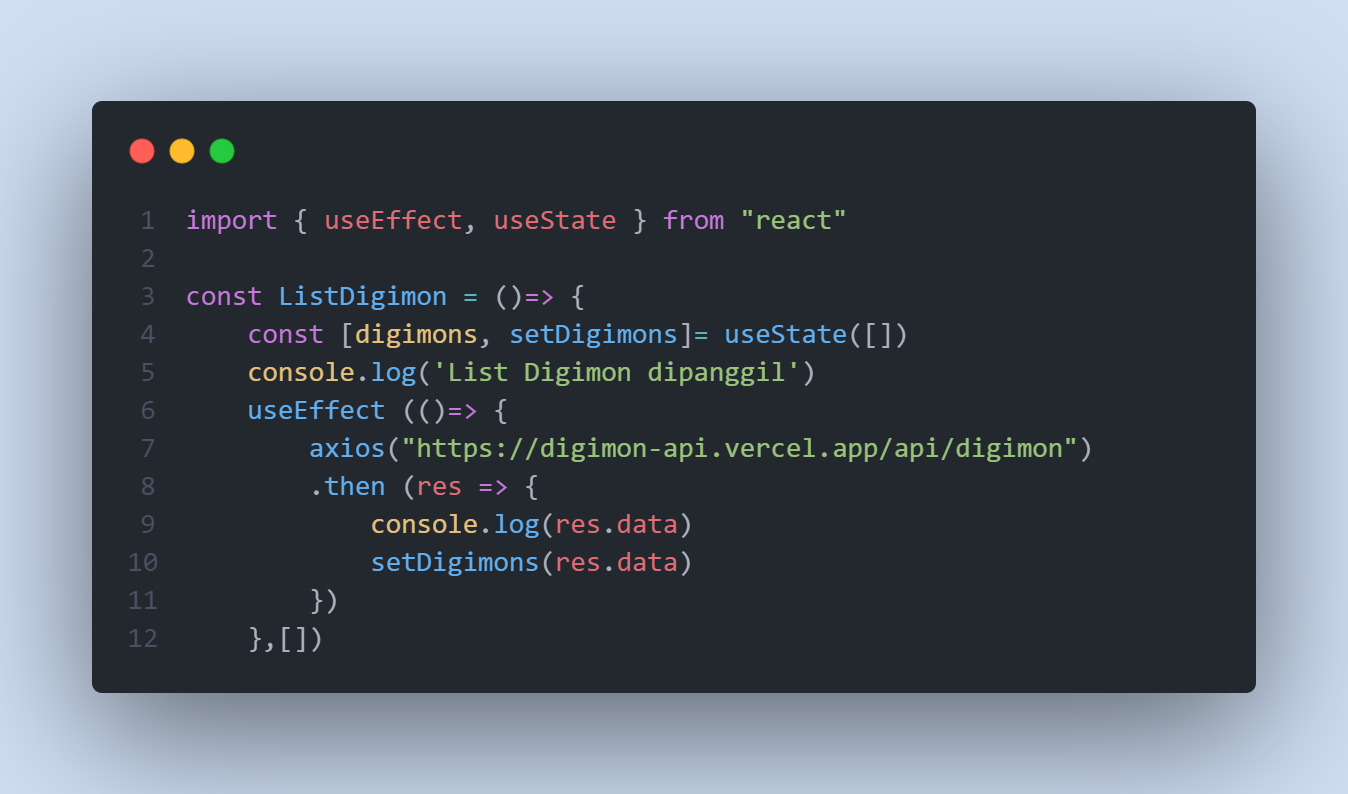 1 import { useEffect, useState } from "react"
2
3 const ListDigimon = ()=> {
4     const [digimons, setDigimons]= useState([])
5     console.log('List Digimon dipanggil')
6     useEffect (()=> {
7         axios("https://digimon-api.vercel.app/api/digimon")
8         .then (res => {
9             console.log(res.data)
10             setDigimons(res.data)
11         })
12     },[])